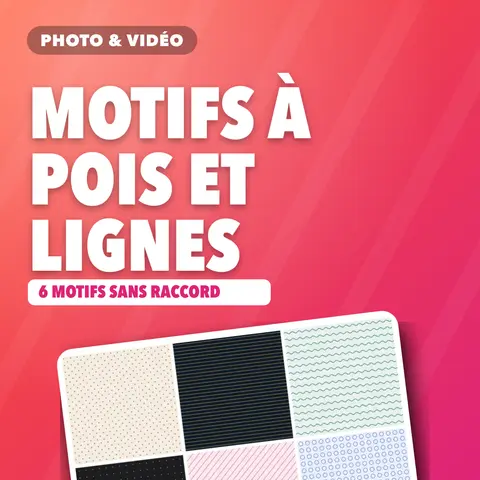 PHOTO & VIDÉO
MOTIFS À
POIS ET
LIGNES
6 MOTIFS SANS RACCORD